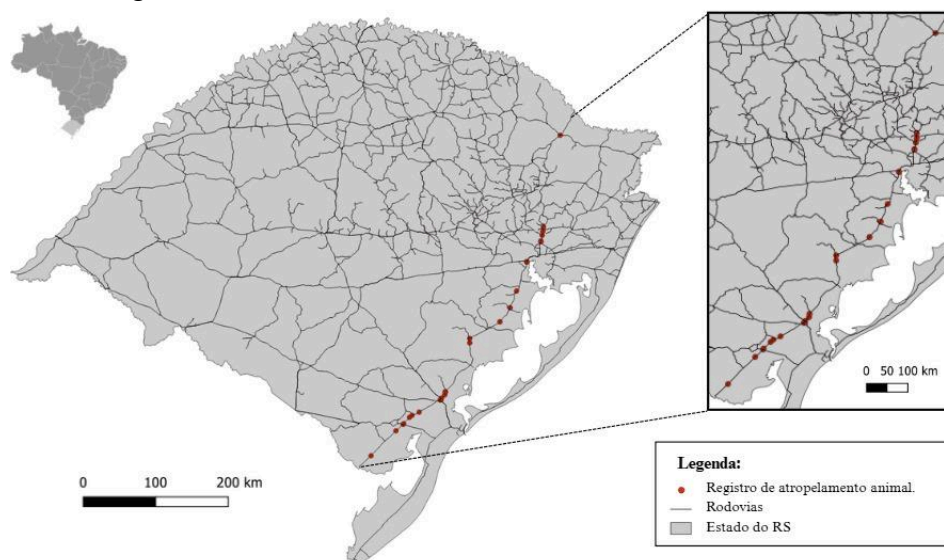 0 50 100 km
0 100 200 km
Legenda:
Registro de atropelamento animal.
Rodovias
Estado do RS